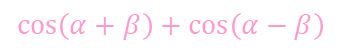 cos(α + β) + cos(α − β)